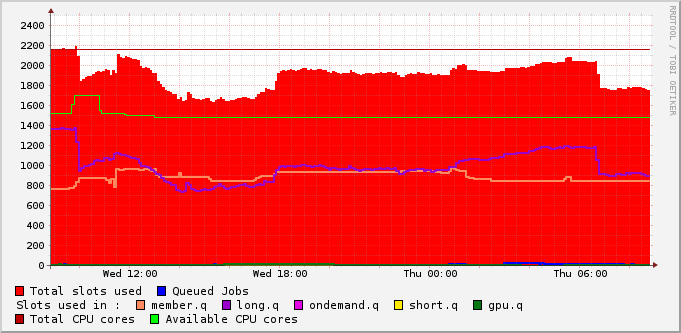 2400
2200
2000
1800
1600
1400
1200
1000
800
600
400
200
0
Wed 12:00 Wed 18:00 Thu 00:00 Thu 06:00
Total slots used Queued Jobs
Slots used in : member.q long.q ondemand.q short.q gpu.q
Total CPU cores Available CPU cores
RRDTOOL / TOBI OETIKER